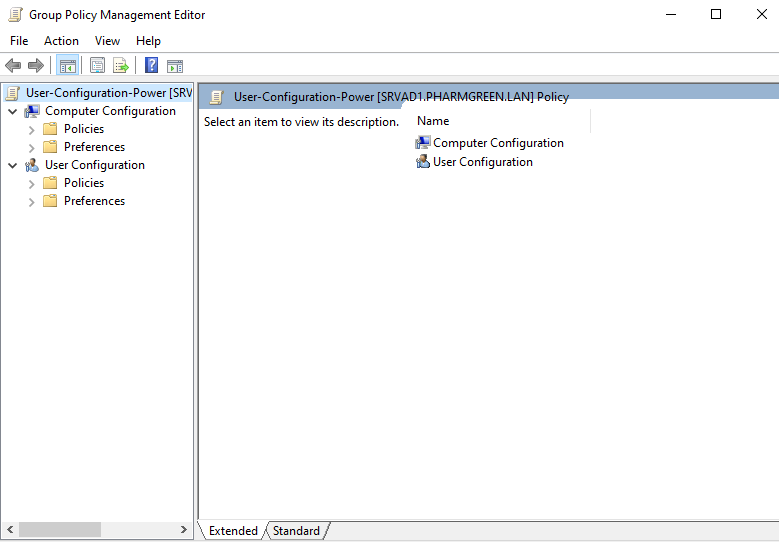 Group Policy Management Editor
File Action View Help
User-Configuration-Power [SRV
Computer Configuration
Policies
Preferences
User Configuration
Policies
Preferences
User-Configuration-Power [SRVAD1.PHARMGREEN.LAN] Policy
Select an item to view its description.
Name
Computer Configuration
User Configuration
Extended Standard